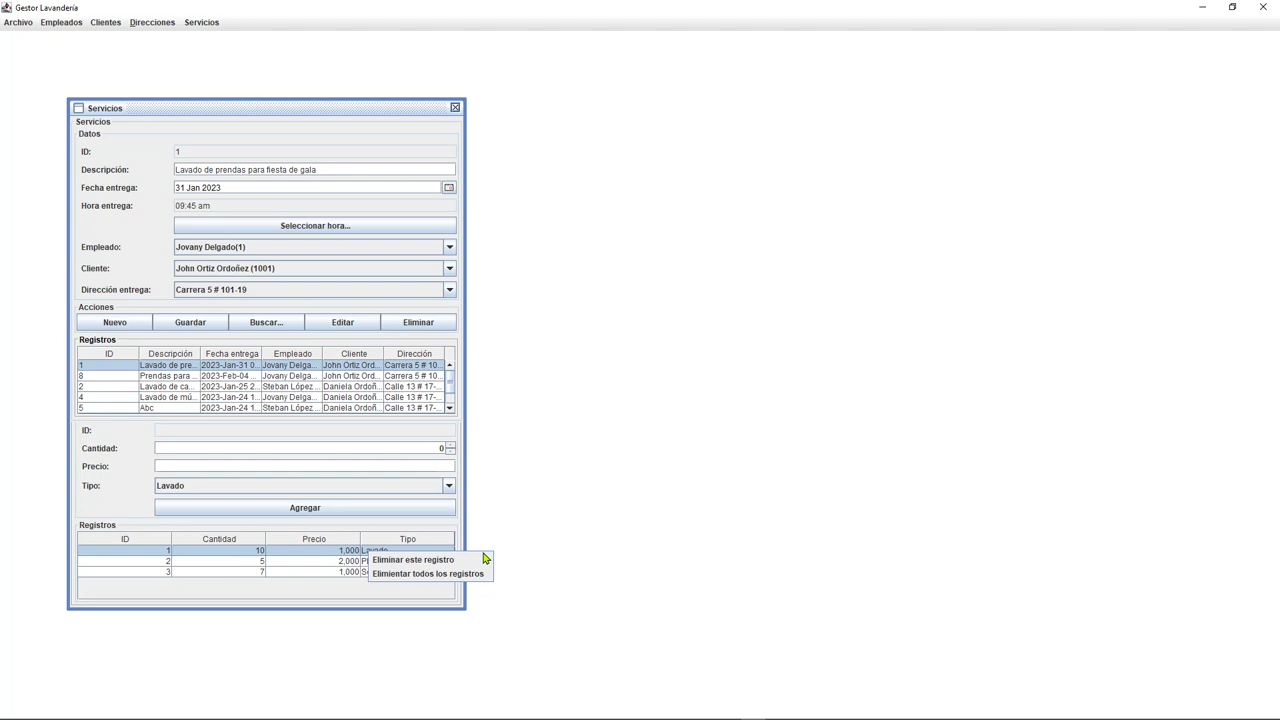 Gestor Lavandería
Archivo Empleados Clientes Direcciones Servicios
Servicios
Servicios
Datos
ID: 1
Descripción: Lavado de prendas para fiesta de gala
Fecha entrega: 31 Jan 2023
Hora entrega: 09:45 am
Seleccionar hora...
Empleado: Jovany Delgado(1)
Cliente: John Ortiz Ordoñez (1001)
Dirección entrega: Carrera 5 # 101-19
Acciones
Nuevo Guardar Buscar... Editar Eliminar
Registros
ID Descripción Fecha entrega Empleado Cliente Dirección
1 Lavado de pre... 2023-Jan-31 0... Jovany Delga... John Ortiz Ord... Carrera 5 # 10...
8 Prendas para ... 2023-Feb-04 ... Jovany Delga... John Ortiz Ord... Carrera 5 # 10...
2 Lavado de ca... 2023-Jan-25 2... Steban López ... Daniela Ordoñ... Calle 13 # 17-...
4 Lavado de mú... 2023-Jan-24 1... Jovany Delga... Daniela Ordoñ... Calle 13 # 17-...
5 Abc 2023-Jan-24 1... Steban López ... Daniela Ordoñ... Calle 13 # 17-...
ID:
Cantidad: 0
Precio:
Tipo: Lavado
Agregar
Registros
ID Cantidad Precio Tipo
1 10 1,000 Lavado
2 5 2,000
3 7 1,000
Eliminar este registro
Elimientar todos los registros